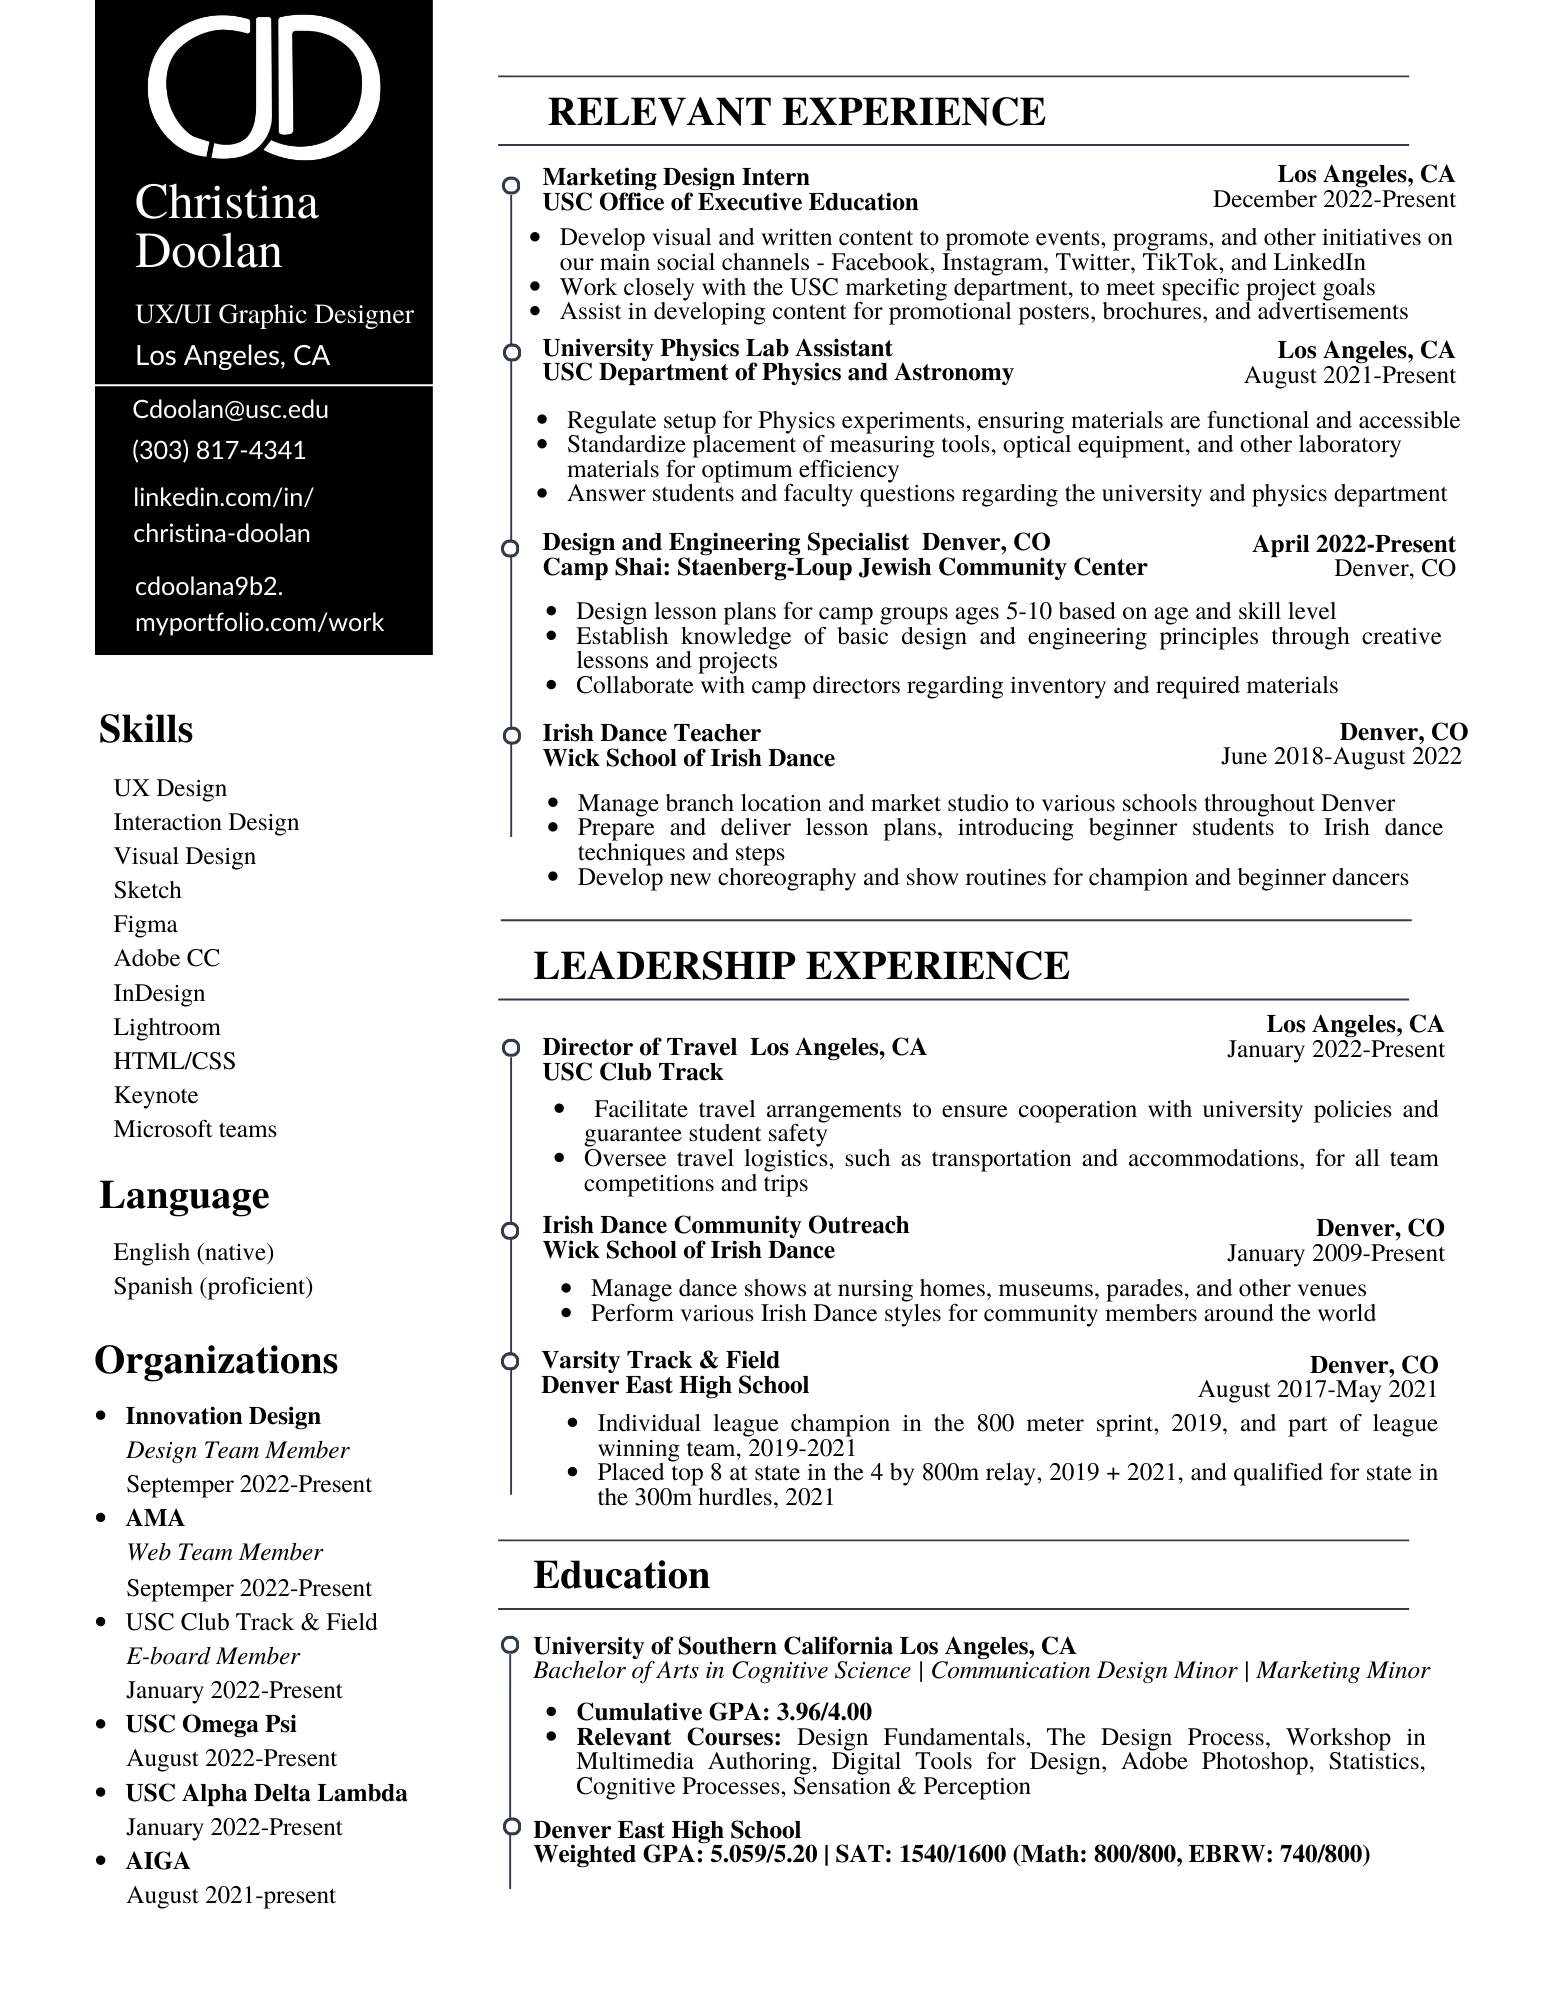 CJD
Christina
Doolan
UX/UI Graphic Designer
Los Angeles, CA
Cdoolan@usc.edu
(303) 817-4341
linkedin.com/in/
christina-doolan
cdoolana9b2.
myportfolio.com/work
Skills
UX Design
Interaction Design
Visual Design
Sketch
Figma
Adobe CC
InDesign
Lightroom
HTML/CSS
Keynote
Microsoft teams
Language
English (native)
Spanish (proficient)
Organizations
• Innovation Design
Design Team Member
Septemper 2022-Present
• AMA
Web Team Member
Septemper 2022-Present
• USC Club Track & Field
E-board Member
January 2022-Present
• USC Omega Psi
August 2022-Present
• USC Alpha Delta Lambda
January 2022-Present
• AIGA
August 2021-present
RELEVANT EXPERIENCE
Marketing Design Intern Los Angeles, CA
USC Office of Executive Education December 2022-Present
• Develop visual and written content to promote events, programs, and other initiatives on
our main social channels - Facebook, Instagram, Twitter, TikTok, and LinkedIn
• Work closely with the USC marketing department, to meet specific project goals
• Assist in developing content for promotional posters, brochures, and advertisements
University Physics Lab Assistant Los Angeles, CA
USC Department of Physics and Astronomy August 2021-Present
• Regulate setup for Physics experiments, ensuring materials are functional and accessible
• Standardize placement of measuring tools, optical equipment, and other laboratory
materials for optimum efficiency
• Answer students and faculty questions regarding the university and physics department
Design and Engineering Specialist Denver, CO April 2022-Present
Camp Shai: Staenberg-Loup Jewish Community Center Denver, CO
• Design lesson plans for camp groups ages 5-10 based on age and skill level
• Establish knowledge of basic design and engineering principles through creative
lessons and projects
• Collaborate with camp directors regarding inventory and required materials
Irish Dance Teacher Denver, CO
Wick School of Irish Dance June 2018-August 2022
• Manage branch location and market studio to various schools throughout Denver
• Prepare and deliver lesson plans, introducing beginner students to Irish dance
techniques and steps
• Develop new choreography and show routines for champion and beginner dancers
LEADERSHIP EXPERIENCE
Los Angeles, CA
Director of Travel Los Angeles, CA January 2022-Present
USC Club Track
• Facilitate travel arrangements to ensure cooperation with university policies and
guarantee student safety
• Oversee travel logistics, such as transportation and accommodations, for all team
competitions and trips
Irish Dance Community Outreach Denver, CO
Wick School of Irish Dance January 2009-Present
• Manage dance shows at nursing homes, museums, parades, and other venues
• Perform various Irish Dance styles for community members around the world
Varsity Track & Field Denver, CO
Denver East High School August 2017-May 2021
• Individual league champion in the 800 meter sprint, 2019, and part of league
winning team, 2019-2021
• Placed top 8 at state in the 4 by 800m relay, 2019 + 2021, and qualified for state in
the 300m hurdles, 2021
Education
University of Southern California Los Angeles, CA
Bachelor of Arts in Cognitive Science | Communication Design Minor | Marketing Minor
• Cumulative GPA: 3.96/4.00
• Relevant Courses: Design Fundamentals, The Design Process, Workshop in
Multimedia Authoring, Digital Tools for Design, Adobe Photoshop, Statistics,
Cognitive Processes, Sensation & Perception
Denver East High School
Weighted GPA: 5.059/5.20 | SAT: 1540/1600 (Math: 800/800, EBRW: 740/800)